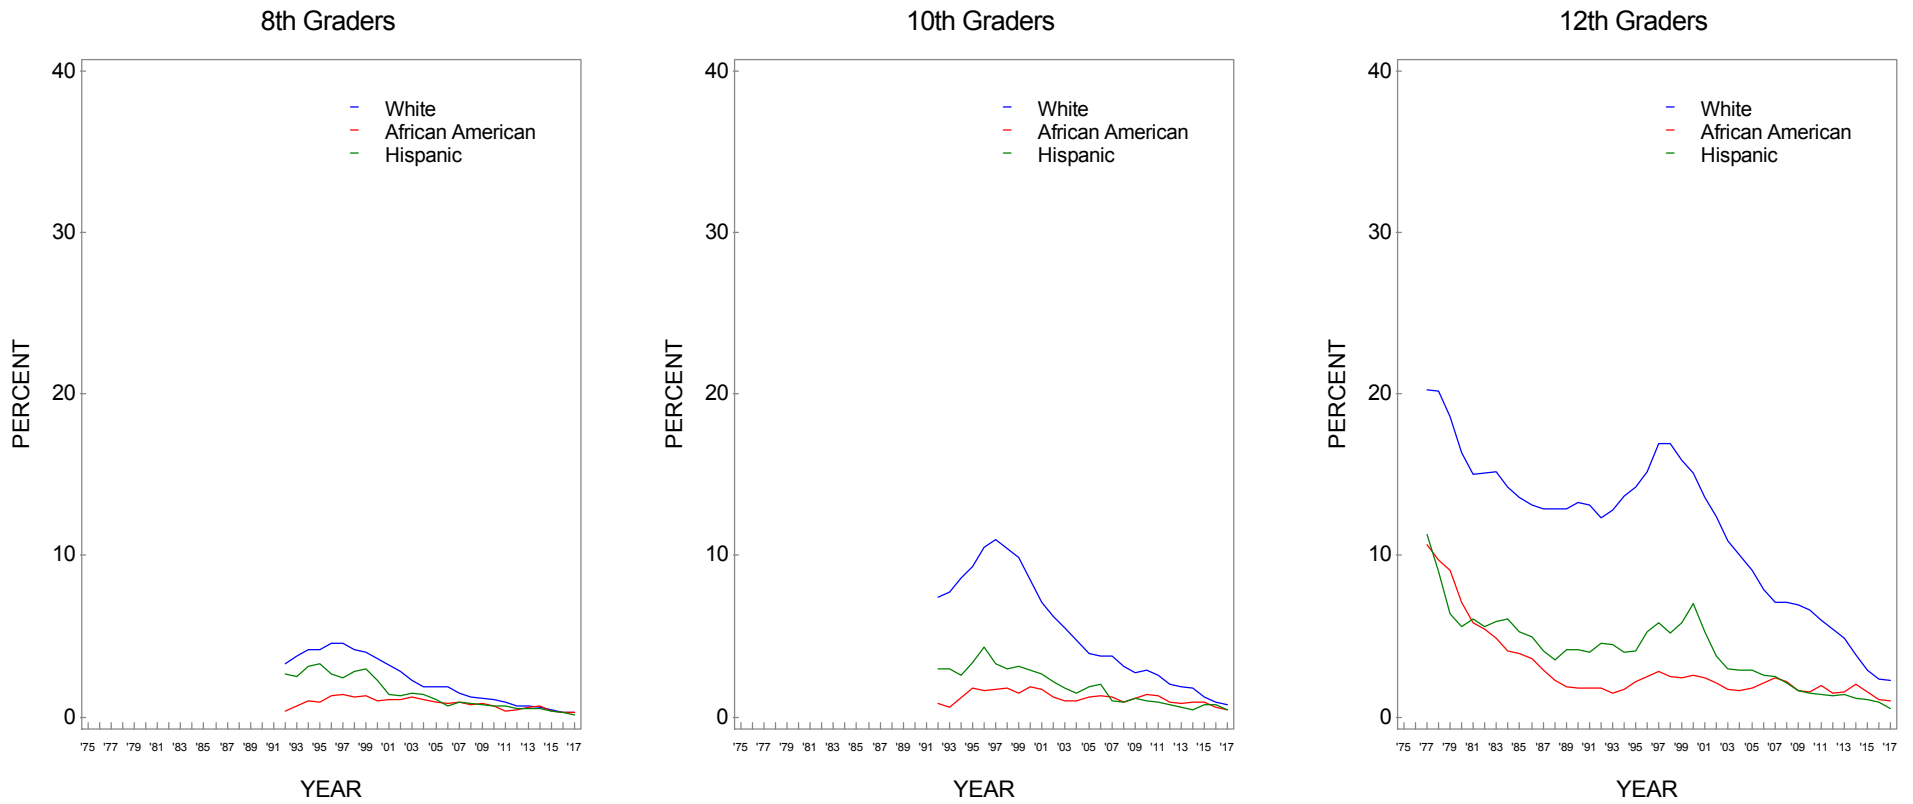 8th Graders
40
30
20
10
0
PERCENT
White
African American
Hispanic
'75 '77 '79 '81 '83 '85 '87 '89 '91 '93 '95 '97 '99 '01 '03 '05 '07 '09 '11 '13 '15 '17
YEAR
10th Graders
40
30
20
10
0
PERCENT
White
African American
Hispanic
'75 '77 '79 '81 '83 '85 '87 '89 '91 '93 '95 '97 '99 '01 '03 '05 '07 '09 '11 '13 '15 '17
YEAR
12th Graders
40
30
20
10
0
PERCENT
White
African American
Hispanic
'75 '77 '79 '81 '83 '85 '87 '89 '91 '93 '95 '97 '99 '01 '03 '05 '07 '09 '11 '13 '15 '17
YEAR